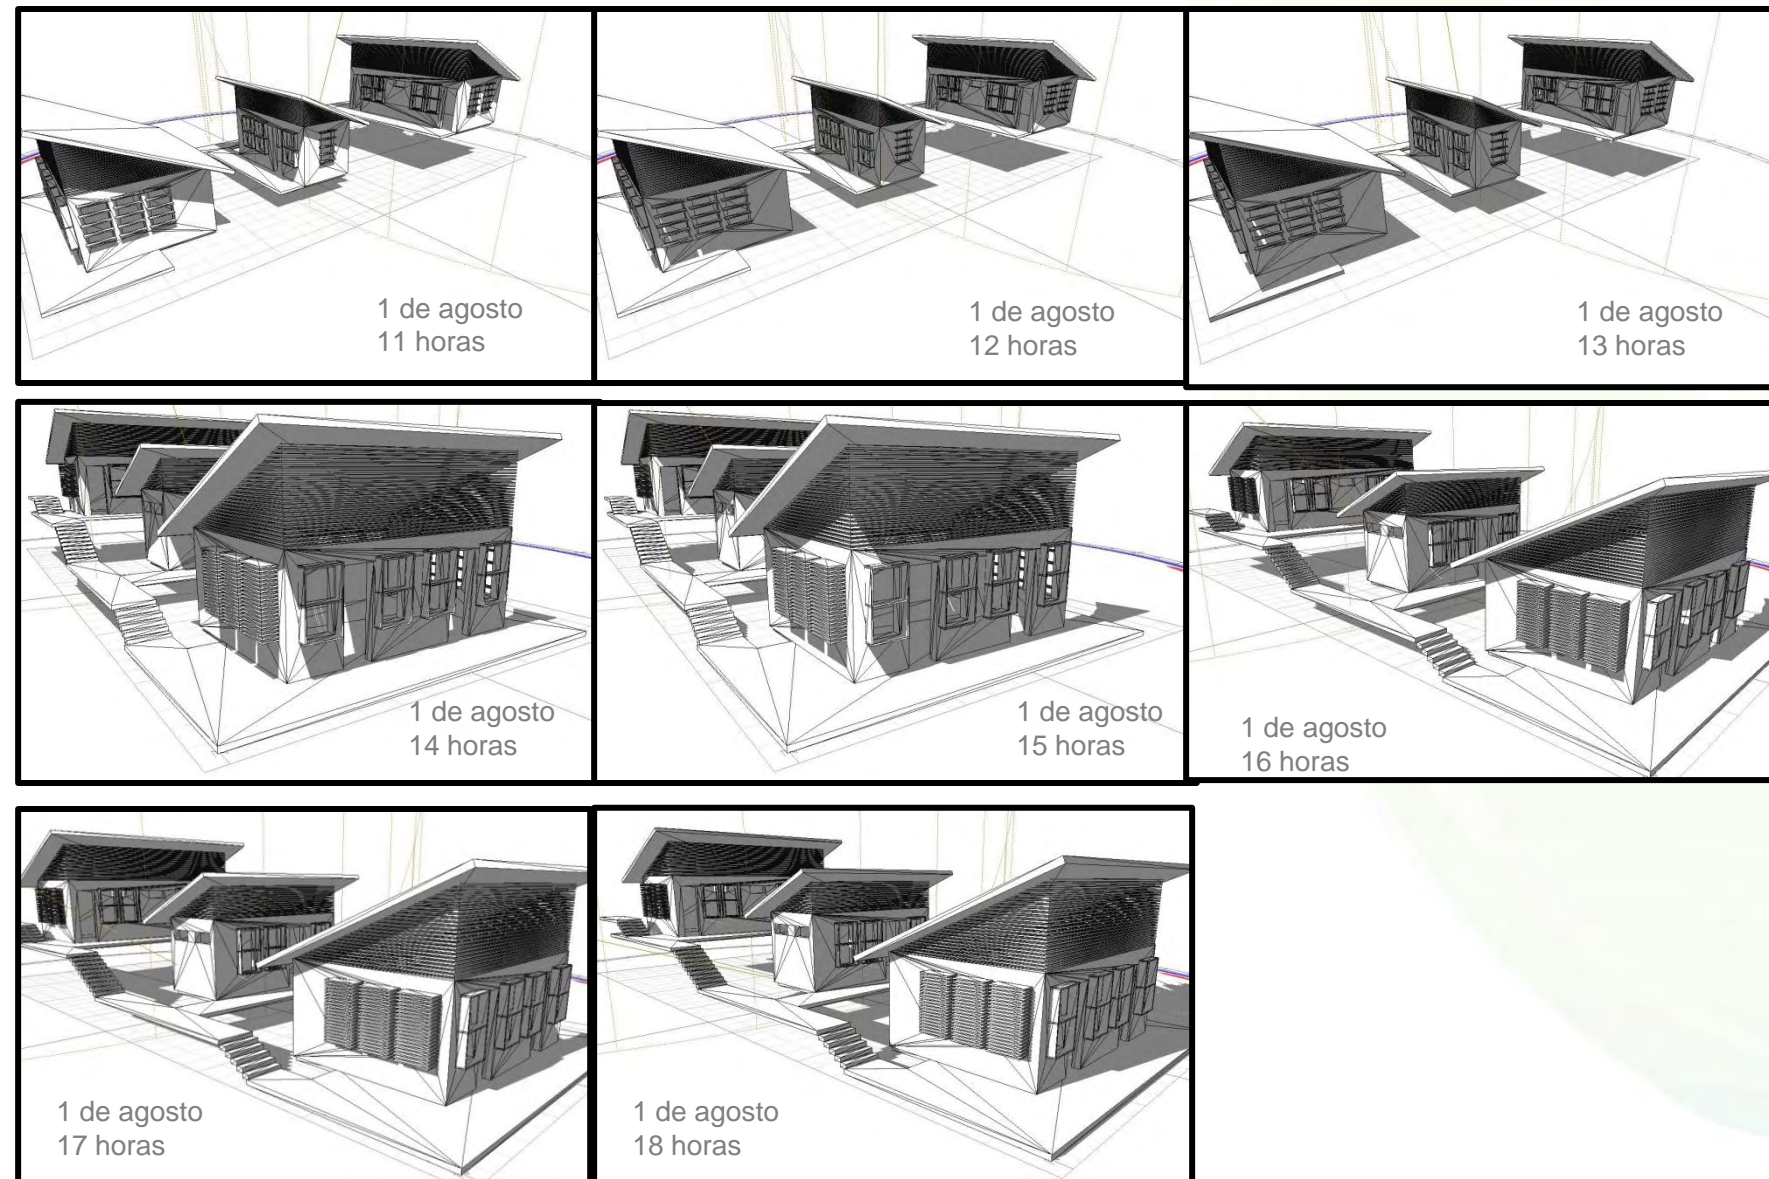 1 de agosto
11 horas
1 de agosto
12 horas
1 de agosto
13 horas
1 de agosto
14 horas
1 de agosto
15 horas
1 de agosto
16 horas
1 de agosto
17 horas
1 de agosto
18 horas